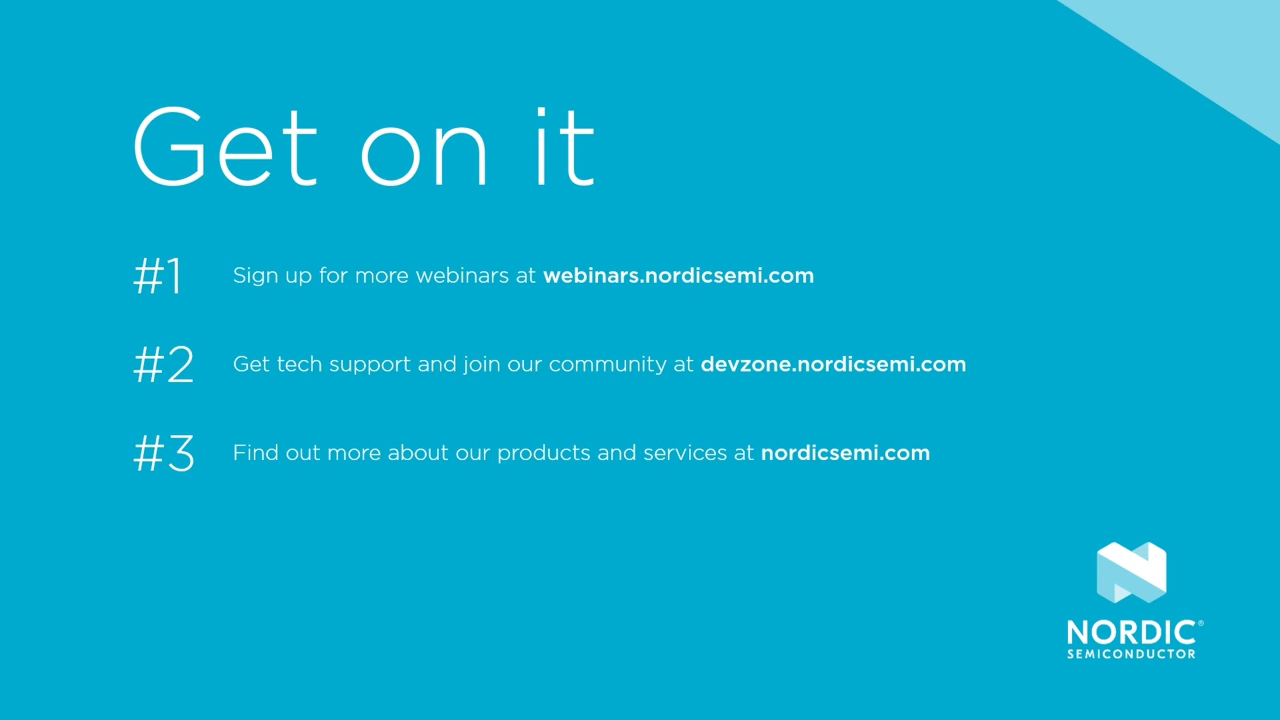 Get on it
#1 Sign up for more webinars at webinars.nordicsemi.com
#2 Get tech support and join our community at devzone.nordicsemi.com
#3 Find out more about our products and services at nordicsemi.com
NORDIC®
SEMICONDUCTOR